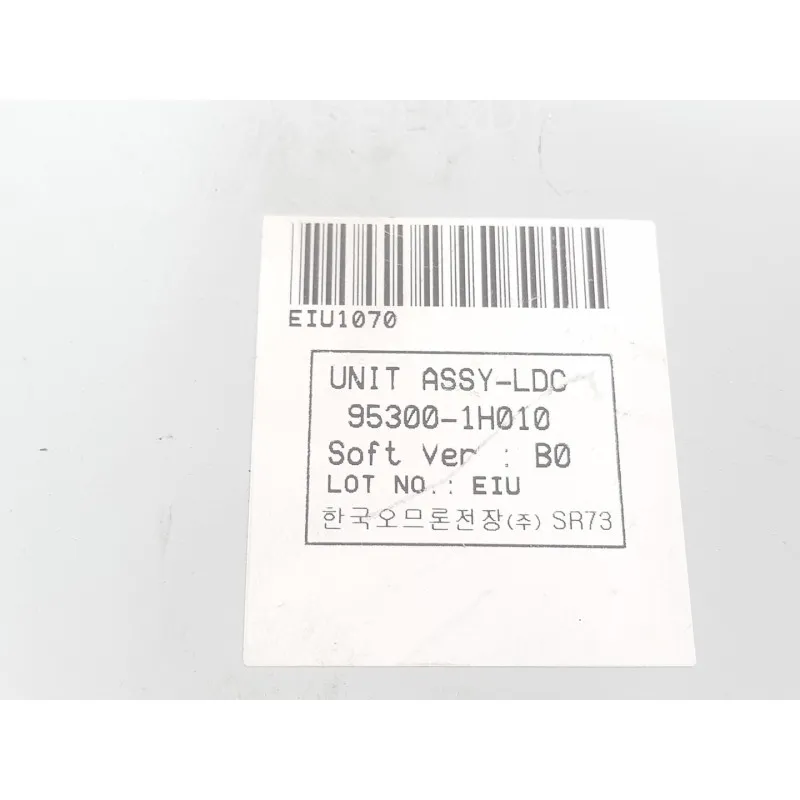 EIU1070
UNIT ASSY-LDC
95300-1H010
Soft Ver : B0
LOT NO.: EIU
한국오므론전장(주) SR73